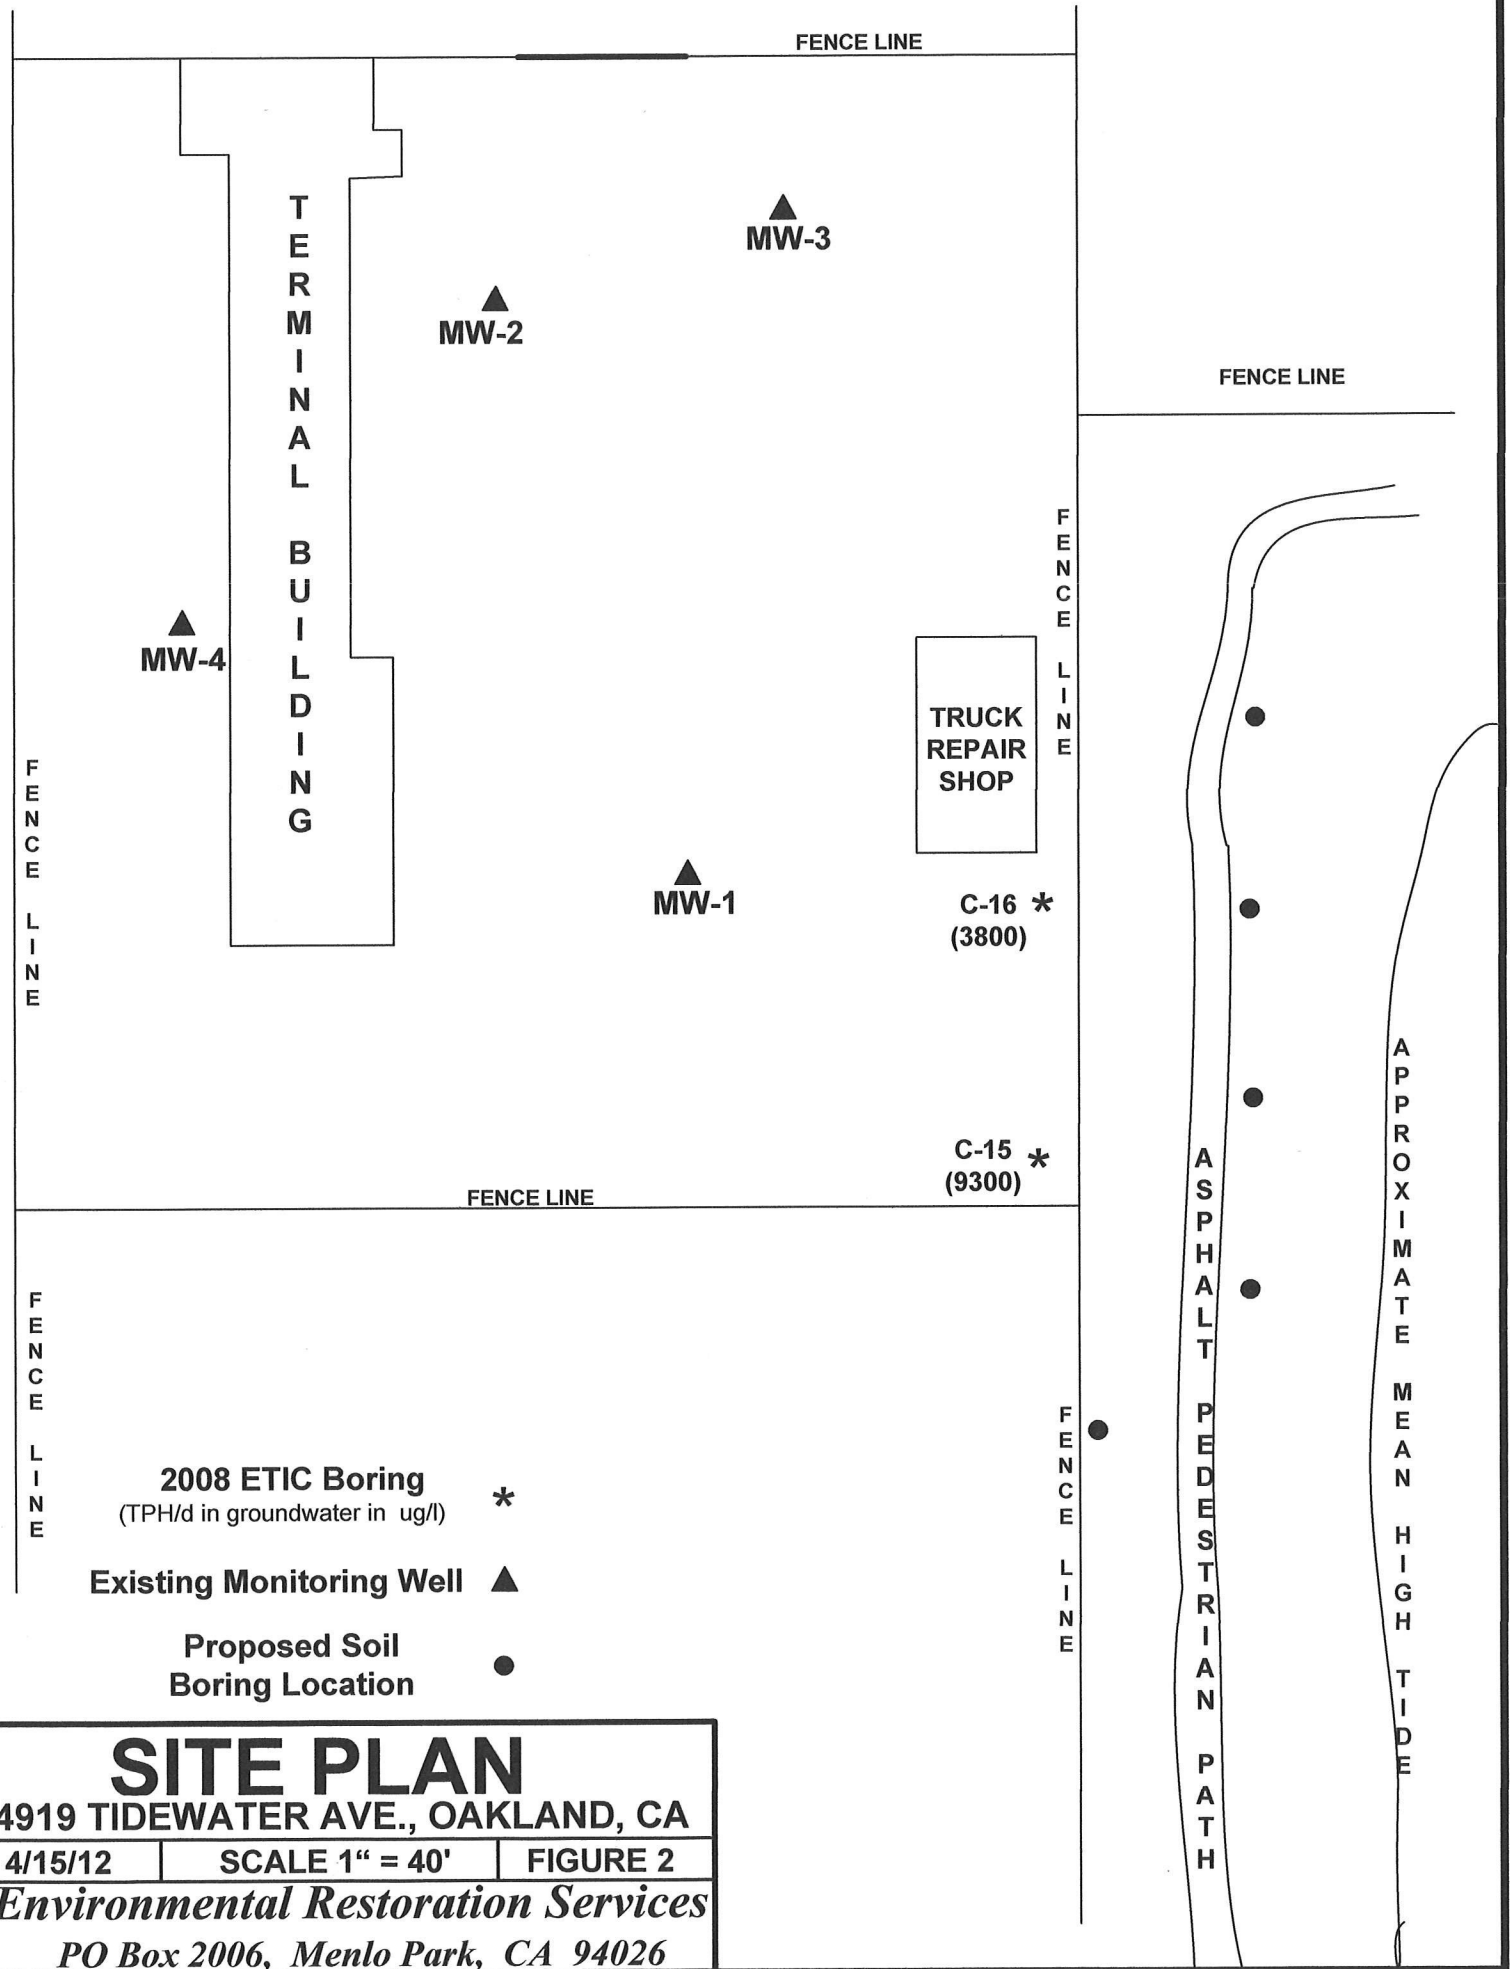 FENCE LINE
TERMINAL BUILDING
MW-3
MW-2
FENCE LINE
FENCE LINE
MW-4
TRUCK
REPAIR
SHOP
FENCE LINE
MW-1
C-16 *
(3800)
C-15 *
(9300)
FENCE LINE
ASPHALT PEDESTRIAN PATH
APPROXIMATE MEAN HIGH TIDE
FENCE LINE
FENCE LINE
2008 ETIC Boring *
(TPH/d in groundwater in ug/l)
Existing Monitoring Well
Proposed Soil
Boring Location
SITE PLAN
4919 TIDEWATER AVE., OAKLAND, CA
4/15/12 SCALE 1“ = 40' FIGURE 2
Environmental Restoration Services
PO Box 2006, Menlo Park, CA 94026